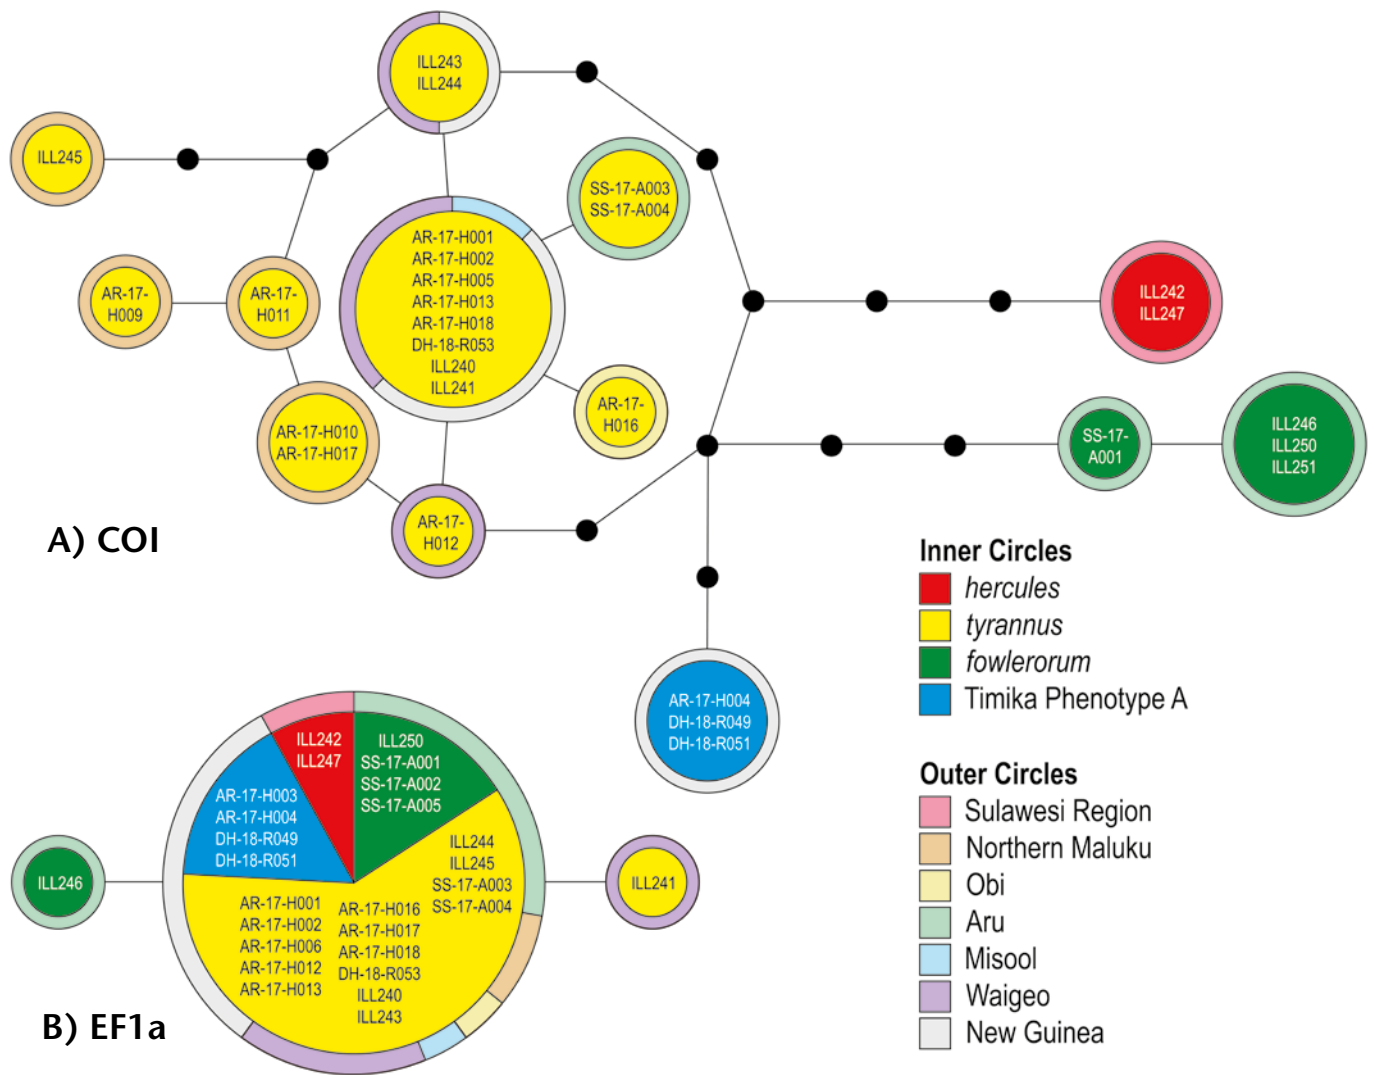 ILL243
ILL244
ILL245
SS-17-A003
SS-17-A004
AR-17-H001
AR-17-H002
AR-17-H005
AR-17-H013
AR-17-H018
DH-18-R053
ILL240
ILL241
AR-17-
H009
AR-17-
H011
ILL242
ILL247
AR-17-
H016
AR-17-H010
AR-17-H017
SS-17-
A001
ILL246
ILL250
ILL251
AR-17-
H012
A) COI
Inner Circles
hercules
tyrannus
fowlerorum
Timika Phenotype A
AR-17-H004
DH-18-R049
DH-18-R051
Outer Circles
Sulawesi Region
Northern Maluku
Obi
Aru
Misool
Waigeo
New Guinea
ILL242
ILL247
ILL250
SS-17-A001
SS-17-A002
SS-17-A005
AR-17-H003
AR-17-H004
DH-18-R049
DH-18-R051
ILL244
ILL245
SS-17-A003
SS-17-A004
ILL246
ILL241
AR-17-H001
AR-17-H002
AR-17-H006
AR-17-H012
AR-17-H013
AR-17-H016
AR-17-H017
AR-17-H018
DH-18-R053
ILL240
ILL243
B) EF1a